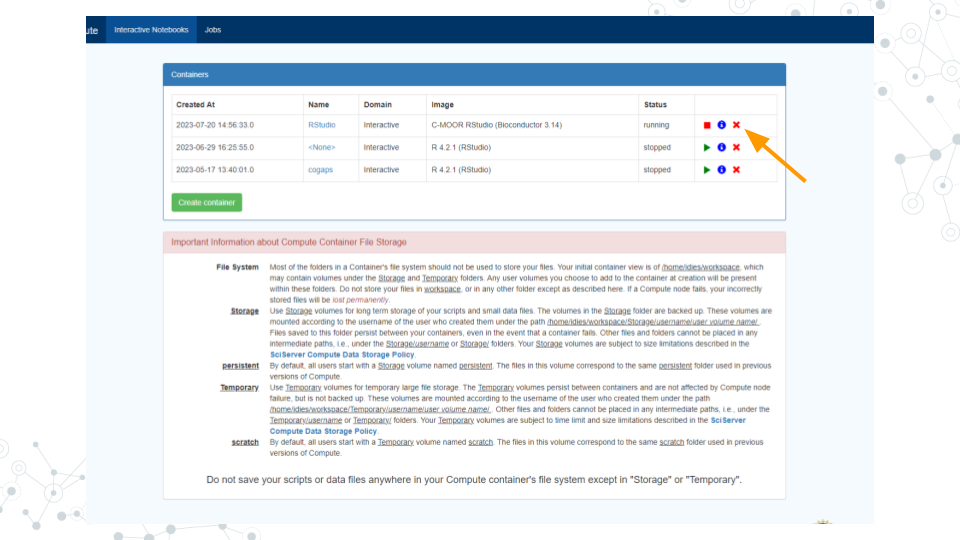 ute Interactive Notebooks Jobs
Containers
Created At Name Domain Image Status
2023-07-20 14:56:33.0 RStudio Interactive C-MOOR RStudio (Bioconductor 3.14) running
2023-06-29 16:25:55.0 <None> Interactive R 4.2.1 (RStudio) stopped
2023-05-17 13:40:01.0 cogaps Interactive R 4.2.1 (RStudio) stopped
Create container
Important Information about Compute Container File Storage
File System Most of the folders in a Container's file system should not be used to store your files. Your initial container view is of /home/idies/workspace, which
may contain volumes under the Storage and Temporary folders. Any user volumes you choose to add to the container at creation will be present
within these folders. Do not store your files in workspace, or in any other folder except as described here. If a Compute node fails, your incorrectly
stored files will be lost permanently.
Storage Use Storage volumes for long term storage of your scripts and small data files. The volumes in the Storage folder are backed up. These volumes are
mounted according to the username of the user who created them under the path /home/idies/workspace/Storage/username/user volume name/ .
Files saved to this folder persist between your containers, even in the event that a container fails. Other files and folders cannot be placed in any
intermediate paths, i.e., under the Storage/username or Storage/ folders. Your Storage volumes are subject to size limitations described in the
SciServer Compute Data Storage Policy.
persistent By default, all users start with a Storage volume named persistent. The files in this volume correspond to the same persistent folder used in previous
versions of Compute.
Temporary Use Temporary volumes for temporary large file storage. The Temporary volumes persist between containers and are not affected by Compute node
failure, but is not backed up. These volumes are mounted according to the username of the user who created them under the path
/home/idies/workspace/Temporary/username/user volume name/ . Other files and folders cannot be placed in any intermediate paths, i.e., under the
Temporary/username or Temporary/ folders. Your Temporary volumes are subject to time limit and size limitations described in the SciServer
Compute Data Storage Policy.
scratch By default, all users start with a Temporary volume named scratch. The files in this volume correspond to the same scratch folder used in previous
versions of Compute.
Do not save your scripts or data files anywhere in your Compute container's file system except in "Storage" or "Temporary".